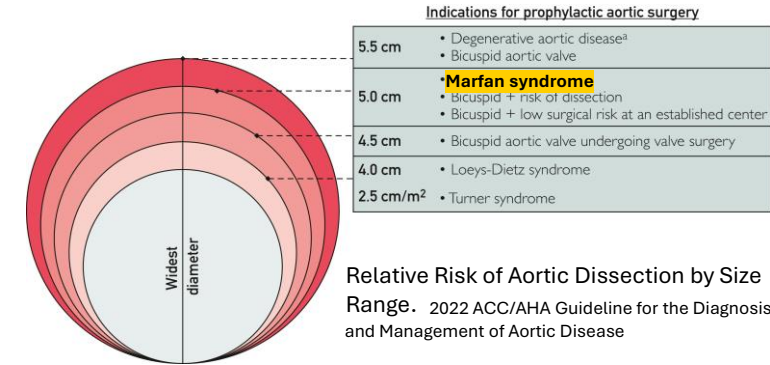 Indications for prophylactic aortic surgery
5.5 cm
• Degenerative aortic diseaseᵃ
• Bicuspid aortic valve
5.0 cm
• Marfan syndrome
• Bicuspid + risk of dissection
• Bicuspid + low surgical risk at an established center
4.5 cm
• Bicuspid aortic valve undergoing valve surgery
4.0 cm
• Loeys-Dietz syndrome
2.5 cm/m²
• Turner syndrome
Widest
diameter
Relative Risk of Aortic Dissection by Size
Range. 2022 ACC/AHA Guideline for the Diagnosis
and Management of Aortic Disease